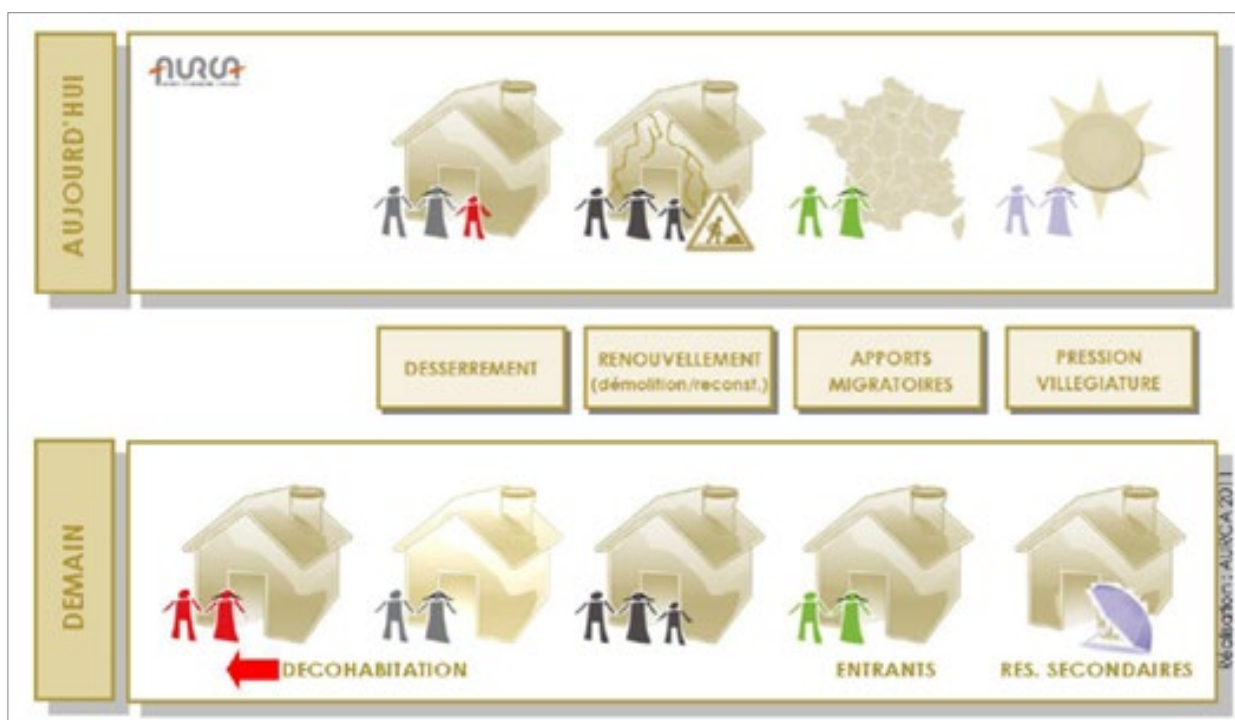 AUJOURD'HUI
AURCA
DESSERREMENT
RENOUVELLEMENT
(démolition/reconst.)
APPORTS
MIGRATOIRES
PRESSION
VILLEGIATURE
DEMAIN
DECOHABITATION
ENTRANTS
RES. SECONDAIRES
Réalisation : AURCA 2011